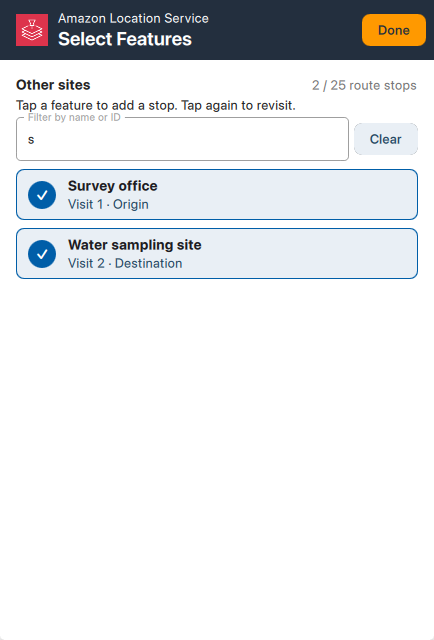 Amazon Location Service
Select Features
Done
Other sites
2 / 25 route stops
Tap a feature to add a stop. Tap again to revisit.
Filter by name or ID
s
Clear
Survey office
Visit 1 · Origin
Water sampling site
Visit 2 · Destination